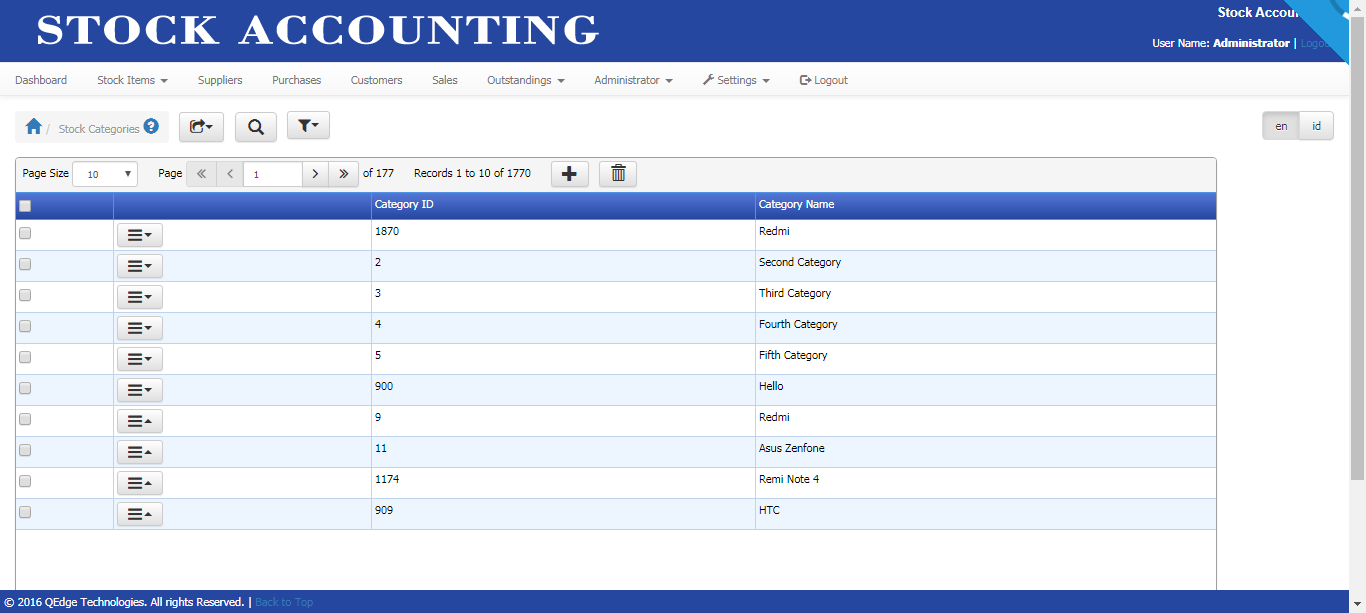 STOCK ACCOUNTING
Stock Accou
User Name: Administrator | Logou
Dashboard Stock Items Suppliers Purchases Customers Sales Outstandings Administrator Settings Logout
/ Stock Categories ? en id
Page Size 10 Page « < 1 > » of 177 Records 1 to 10 of 1770
Category ID Category Name
1870 Redmi
2 Second Category
3 Third Category
4 Fourth Category
5 Fifth Category
900 Hello
9 Redmi
11 Asus Zenfone
1174 Remi Note 4
909 HTC
© 2016 QEdge Technologies. All rights Reserved. | Back to Top